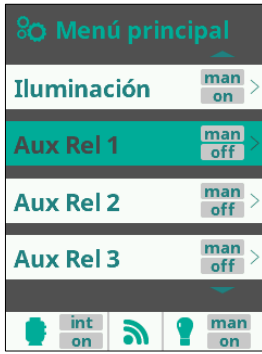 Menú principal
Iluminación man on
Aux Rel 1 man off
Aux Rel 2 man off
Aux Rel 3 man off
int on man on